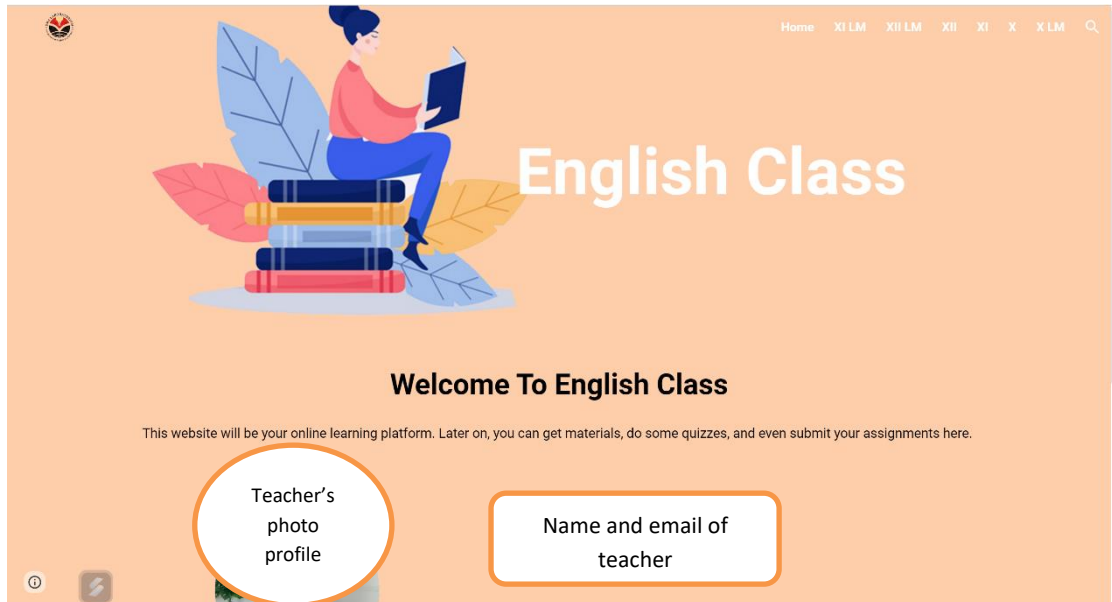 Home XI LM XII LM XII XI X X LM
English Class
Welcome To English Class
This website will be your online learning platform. Later on, you can get materials, do some quizzes, and even submit your assignments here.
Teacher’s
photo
profile
Name and email of
teacher